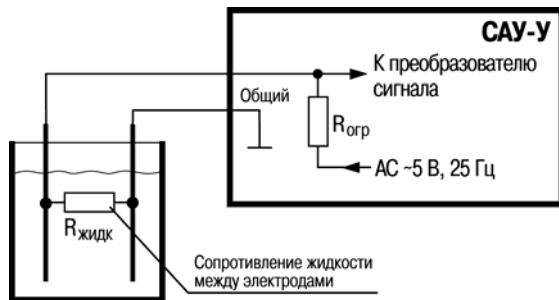 САУ-У
К преобразователю
сигнала
Общий
Rогр
АС ~5 В, 25 Гц
Rжидк
Сопротивление жидкости
между электродами